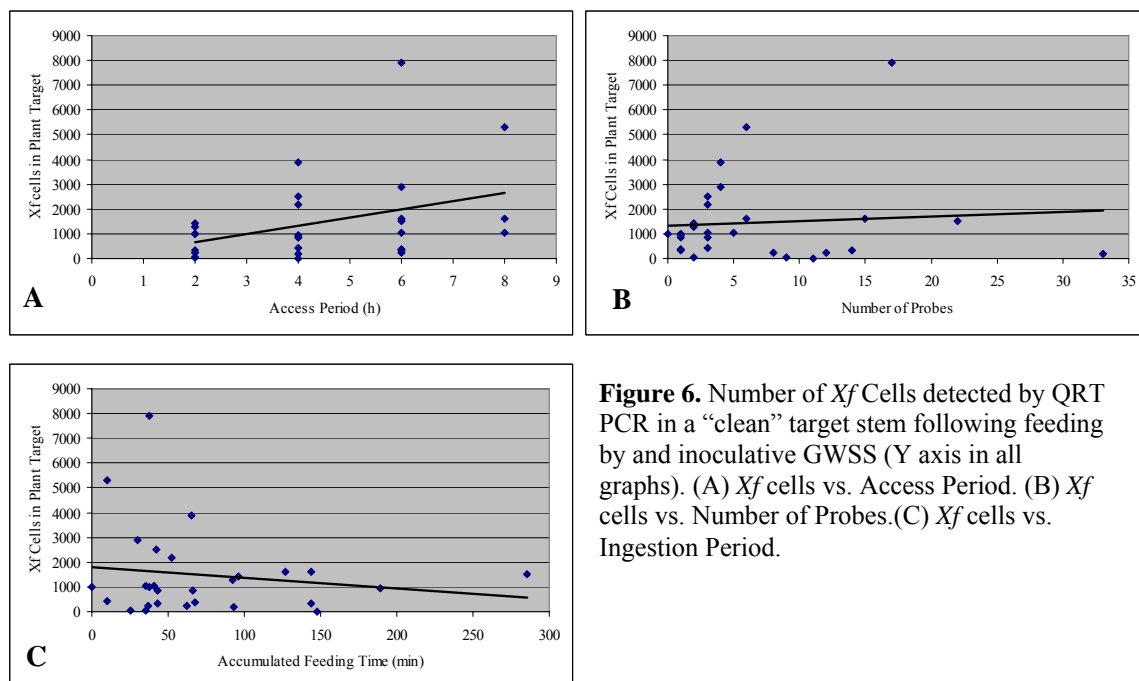 9000
8000
7000
6000
5000
4000
3000
2000
1000
0
Xf cells in Plant Target
0 1 2 3 4 5 6 7 8 9
Access Period (h)
A
9000
8000
7000
6000
5000
4000
3000
2000
1000
0
Xf Cells in Plant Target
0 5 10 15 20 25 30 35
Number of Probes
B
9000
8000
7000
6000
5000
4000
3000
2000
1000
0
Xf Cells in Plant Target
0 50 100 150 200 250 300
Accumulated Feeding Time (min)
C
Figure 6. Number of Xf Cells detected by QRT
PCR in a “clean” target stem following feeding
by and inoculative GWSS (Y axis in all
graphs). (A) Xf cells vs. Access Period. (B) Xf
cells vs. Number of Probes.(C) Xf cells vs.
Ingestion Period.